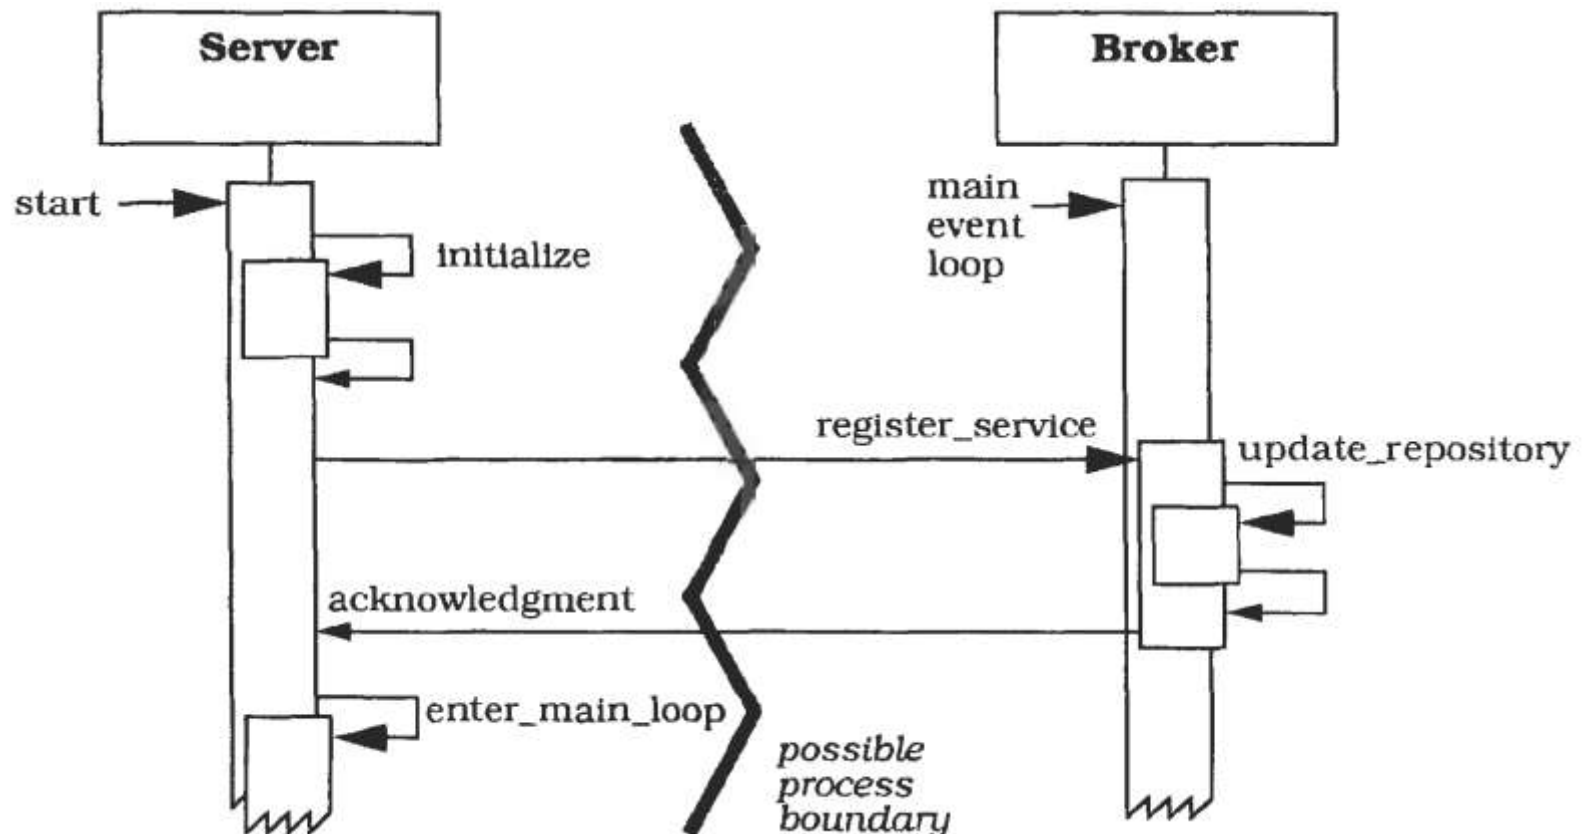 Server
Broker
start
main
event
loop
initialize
register_service
update_repository
acknowledgment
enter_main_loop
possible
process
boundary